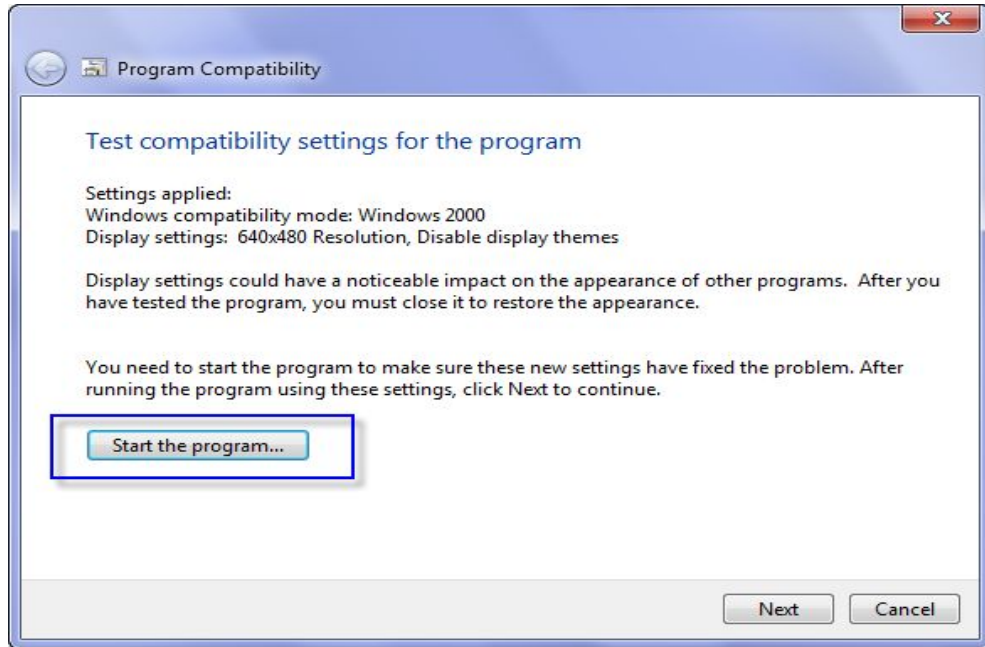 Program Compatibility
Test compatibility settings for the program
Settings applied:
Windows compatibility mode: Windows 2000
Display settings:  640x480 Resolution, Disable display themes
Display settings could have a noticeable impact on the appearance of other programs.  After you
have tested the program, you must close it to restore the appearance.
You need to start the program to make sure these new settings have fixed the problem. After
running the program using these settings, click Next to continue.
Start the program...
Next
Cancel